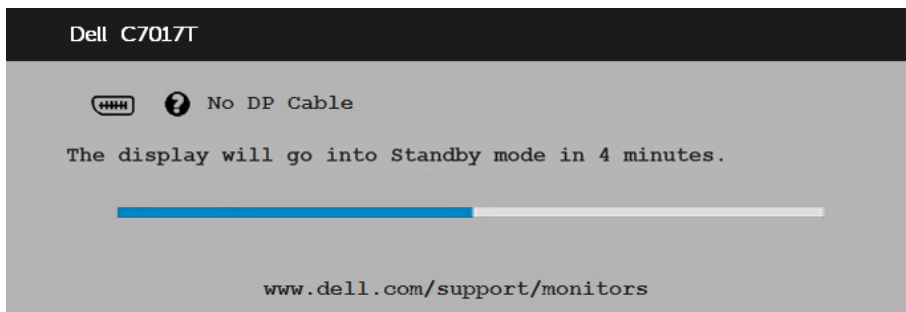 Dell C7017T
No DP Cable
The display will go into Standby mode in 4 minutes.
www.dell.com/support/monitors